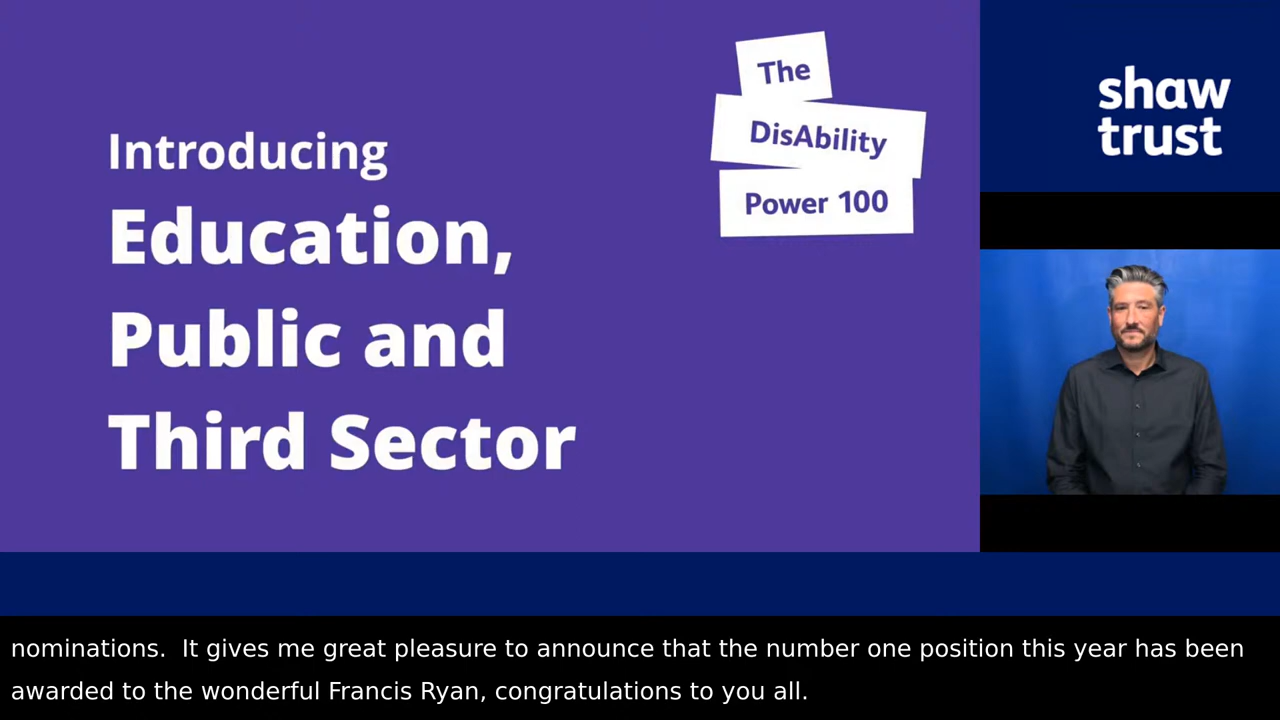 Introducing
Education,
Public and
Third Sector
The
DisAbility
Power 100
shaw
trust
nominations.  It gives me great pleasure to announce that the number one position this year has been
awarded to the wonderful Francis Ryan, congratulations to you all.